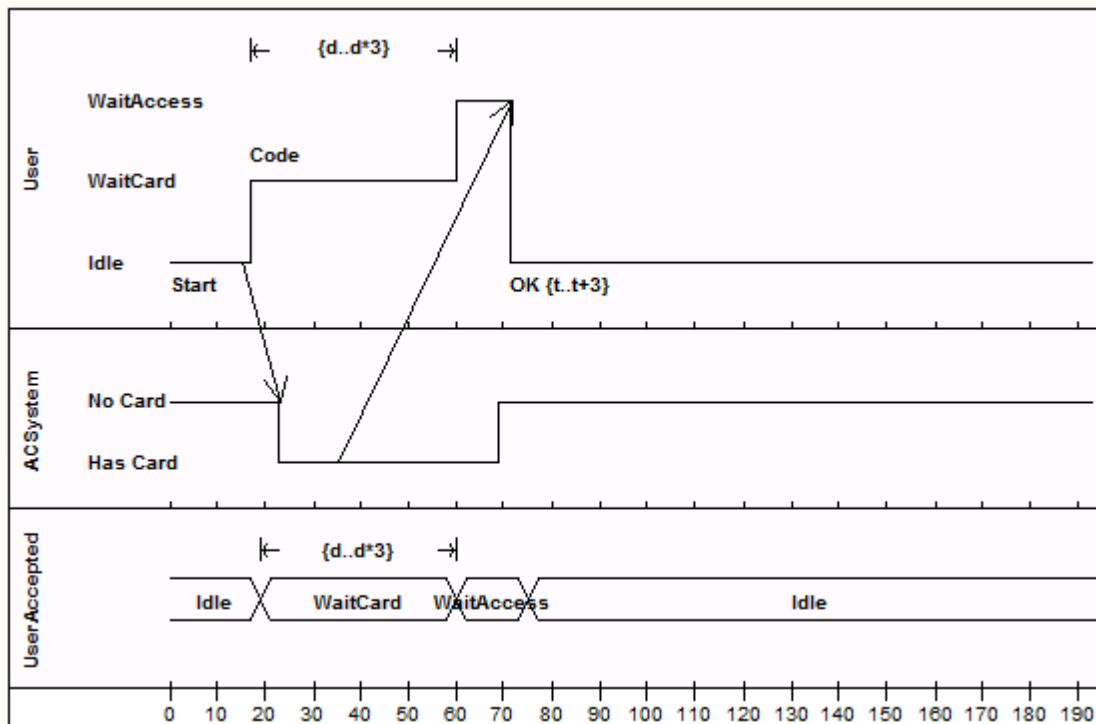 {d..d*3}
WaitAccess
Code
User
WaitCard
Idle
Start
OK {t..t+3}
ACSystem
No Card
Has Card
{d..d*3}
UserAccepted
Idle
WaitCard
WaitAccess
Idle
0 10 20 30 40 50 60 70 80 90 100 110 120 130 140 150 160 170 180 190